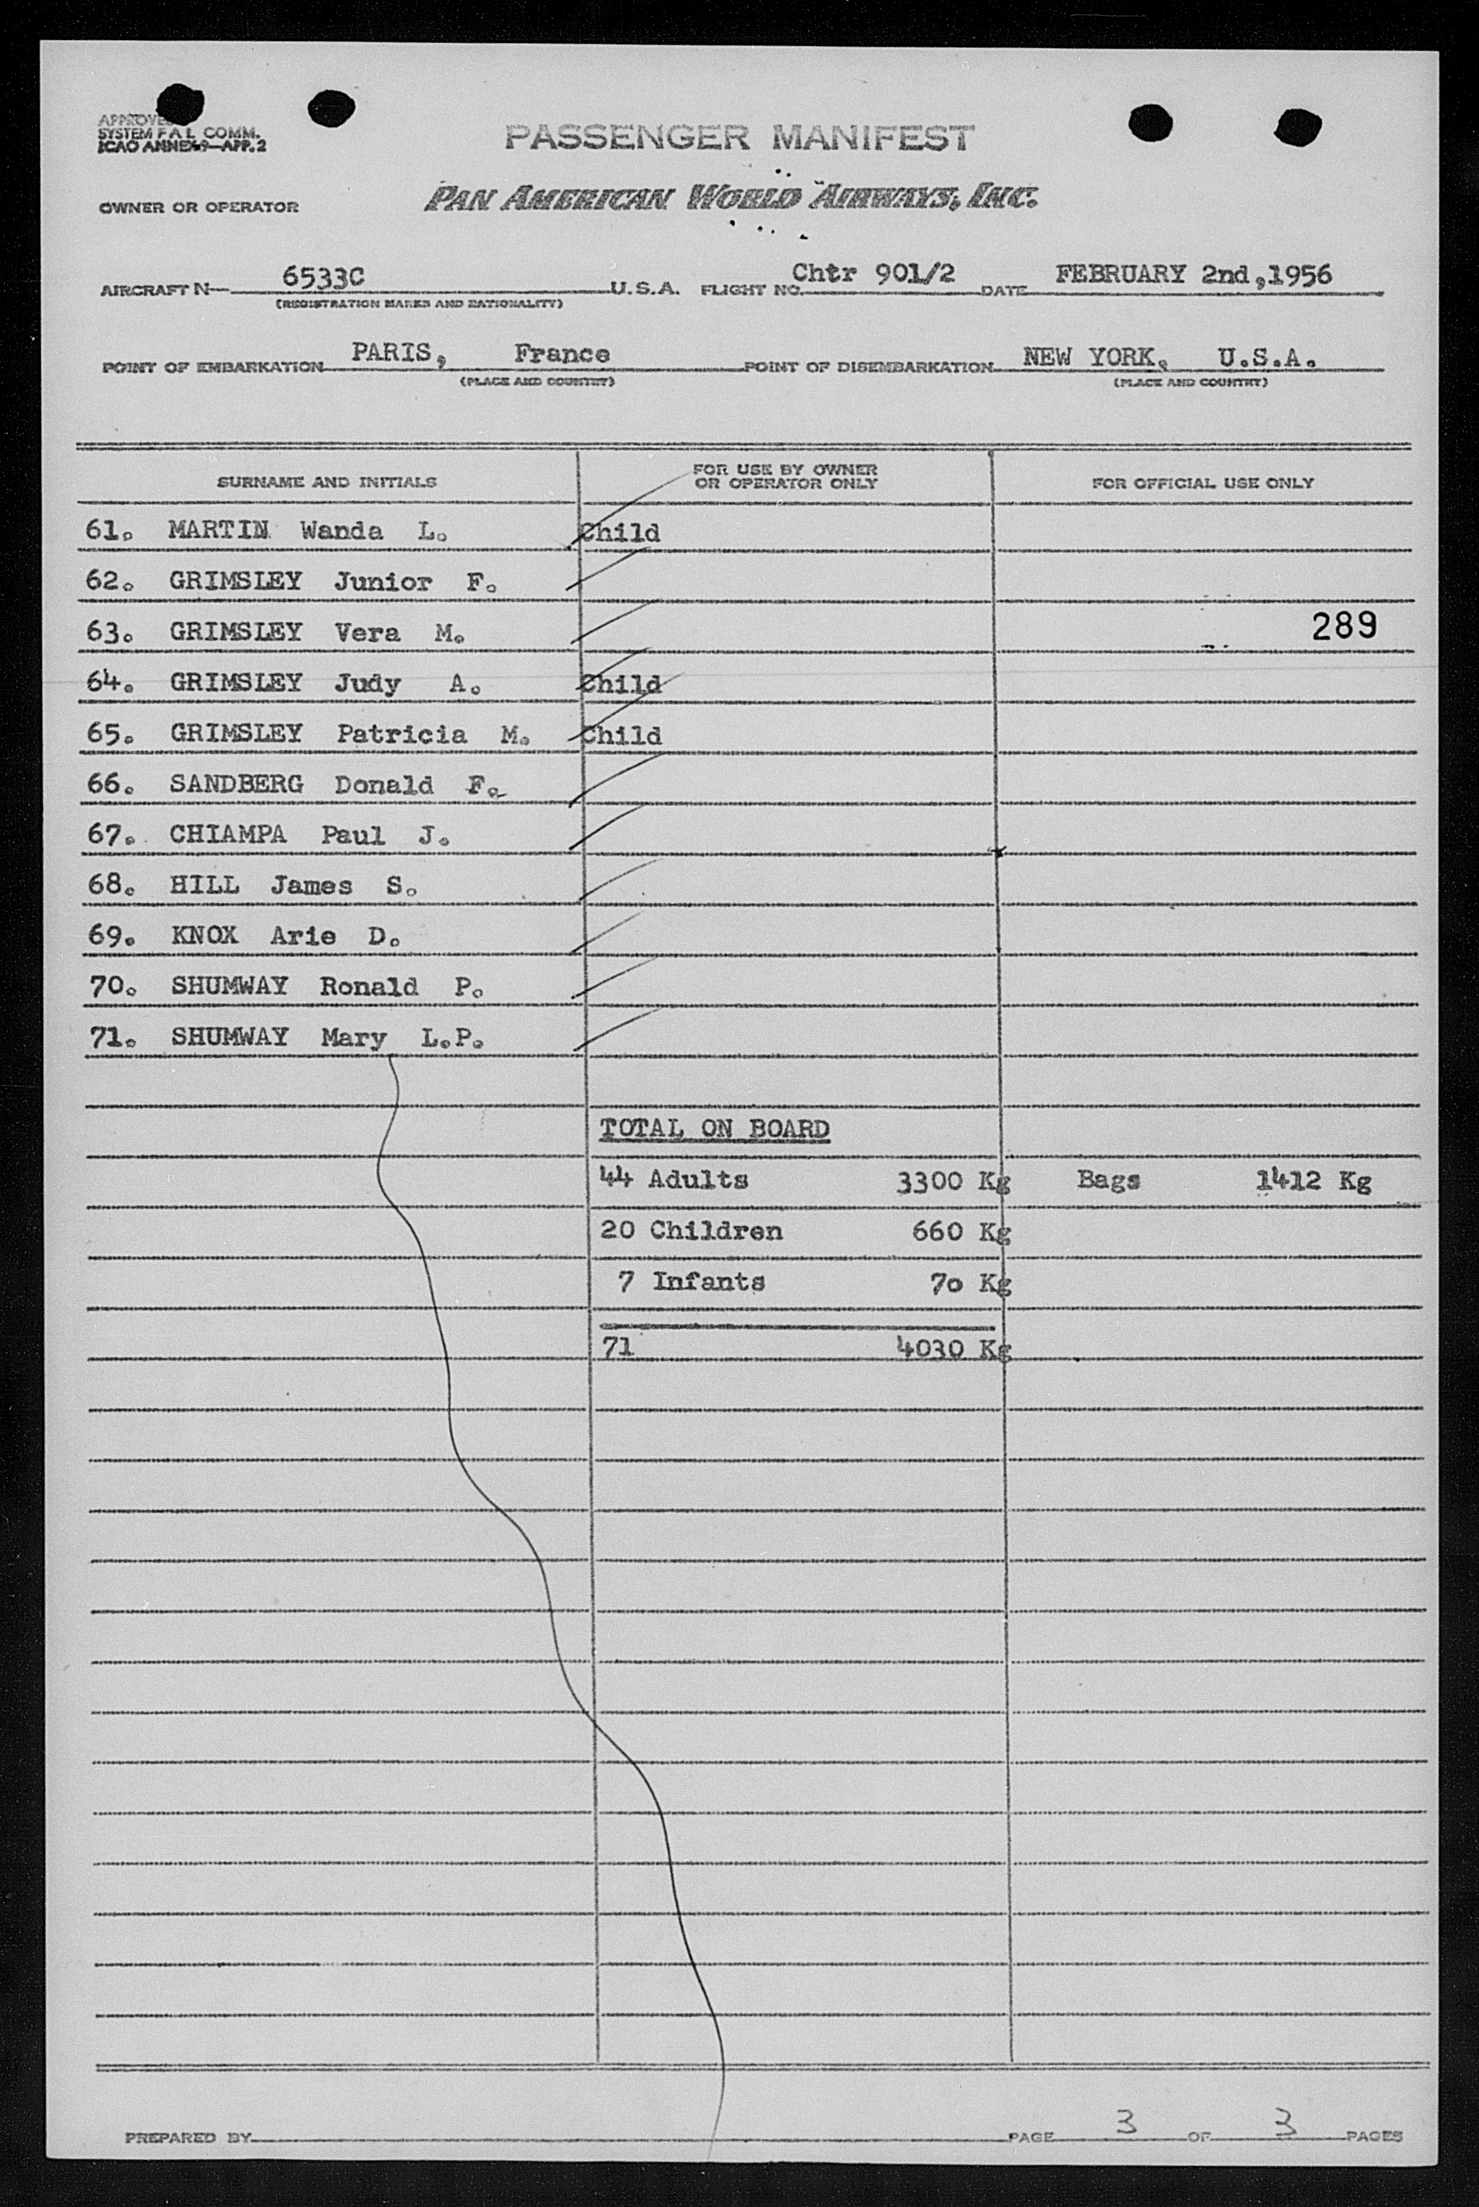 APPROVED
SYSTEM F A L COMM.
ICAO ANNEX 9—APP. 2
PASSENGER MANIFEST
OWNER OR OPERATOR PAN AMERICAN WORLD AIRWAYS, INC.
AIRCRAFT N— 6533C U.S.A. FLIGHT NO. Chtr 901/2 DATE FEBRUARY 2nd,1956
(REGISTRATION MARKS AND NATIONALITY)
POINT OF EMBARKATION PARIS, France POINT OF DISEMBARKATION NEW YORK, U.S.A.
(PLACE AND COUNTRY) (PLACE AND COUNTRY)
SURNAME AND INITIALS FOR USE BY OWNER OR OPERATOR ONLY FOR OFFICIAL USE ONLY
61. MARTIN Wanda L. Child
62. GRIMSLEY Junior F.
63. GRIMSLEY Vera M. 289
64. GRIMSLEY Judy A. Child
65. GRIMSLEY Patricia M. Child
66. SANDBERG Donald F.
67. CHIAMPA Paul J.
68. HILL James S.
69. KNOX Arie D.
70. SHUMWAY Ronald P.
71. SHUMWAY Mary L.P.
TOTAL ON BOARD
44 Adults 3300 Kg Bags 1412 Kg
20 Children 660 Kg
7 Infants 70 Kg
71 4030 Kg
PREPARED BY PAGE 3 OF 3 PAGES